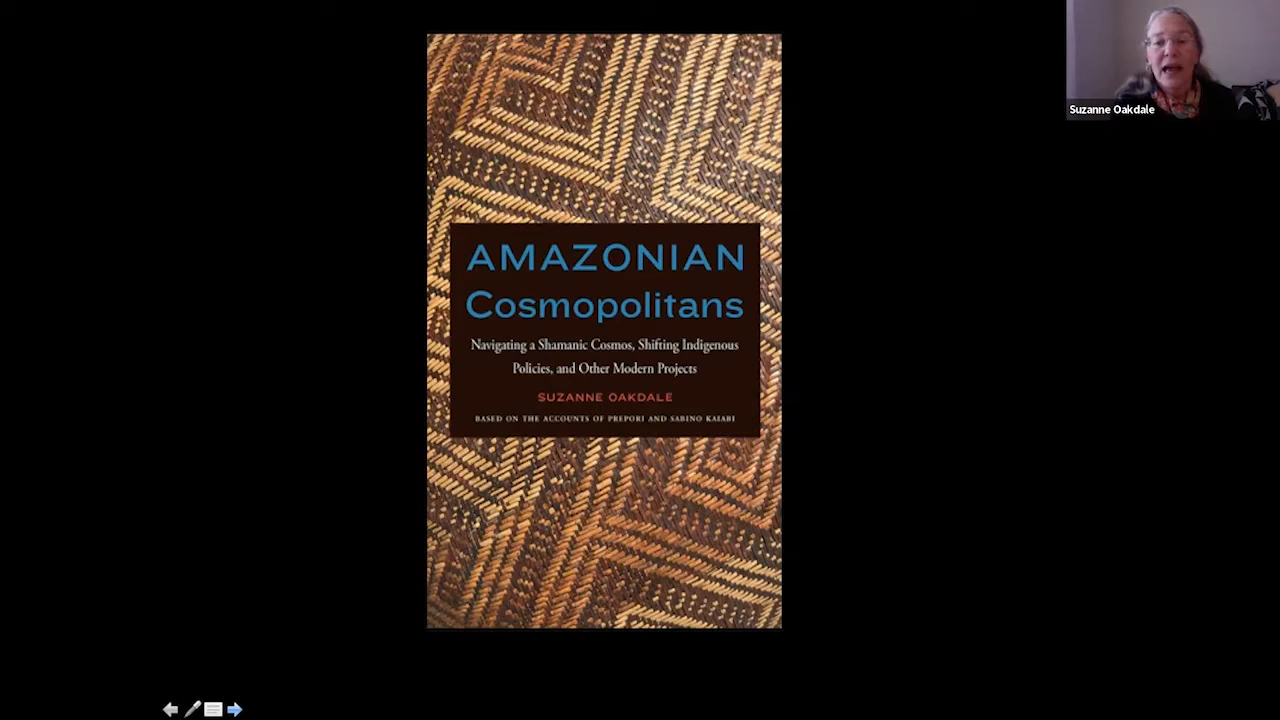 AMAZONIAN
Cosmopolitans
Navigating a Shamanic Cosmos, Shifting Indigenous
Policies, and Other Modern Projects
SUZANNE OAKDALE
BASED ON THE ACCOUNTS OF PREPORI AND SABINO KAIABI
Suzanne Oakdale